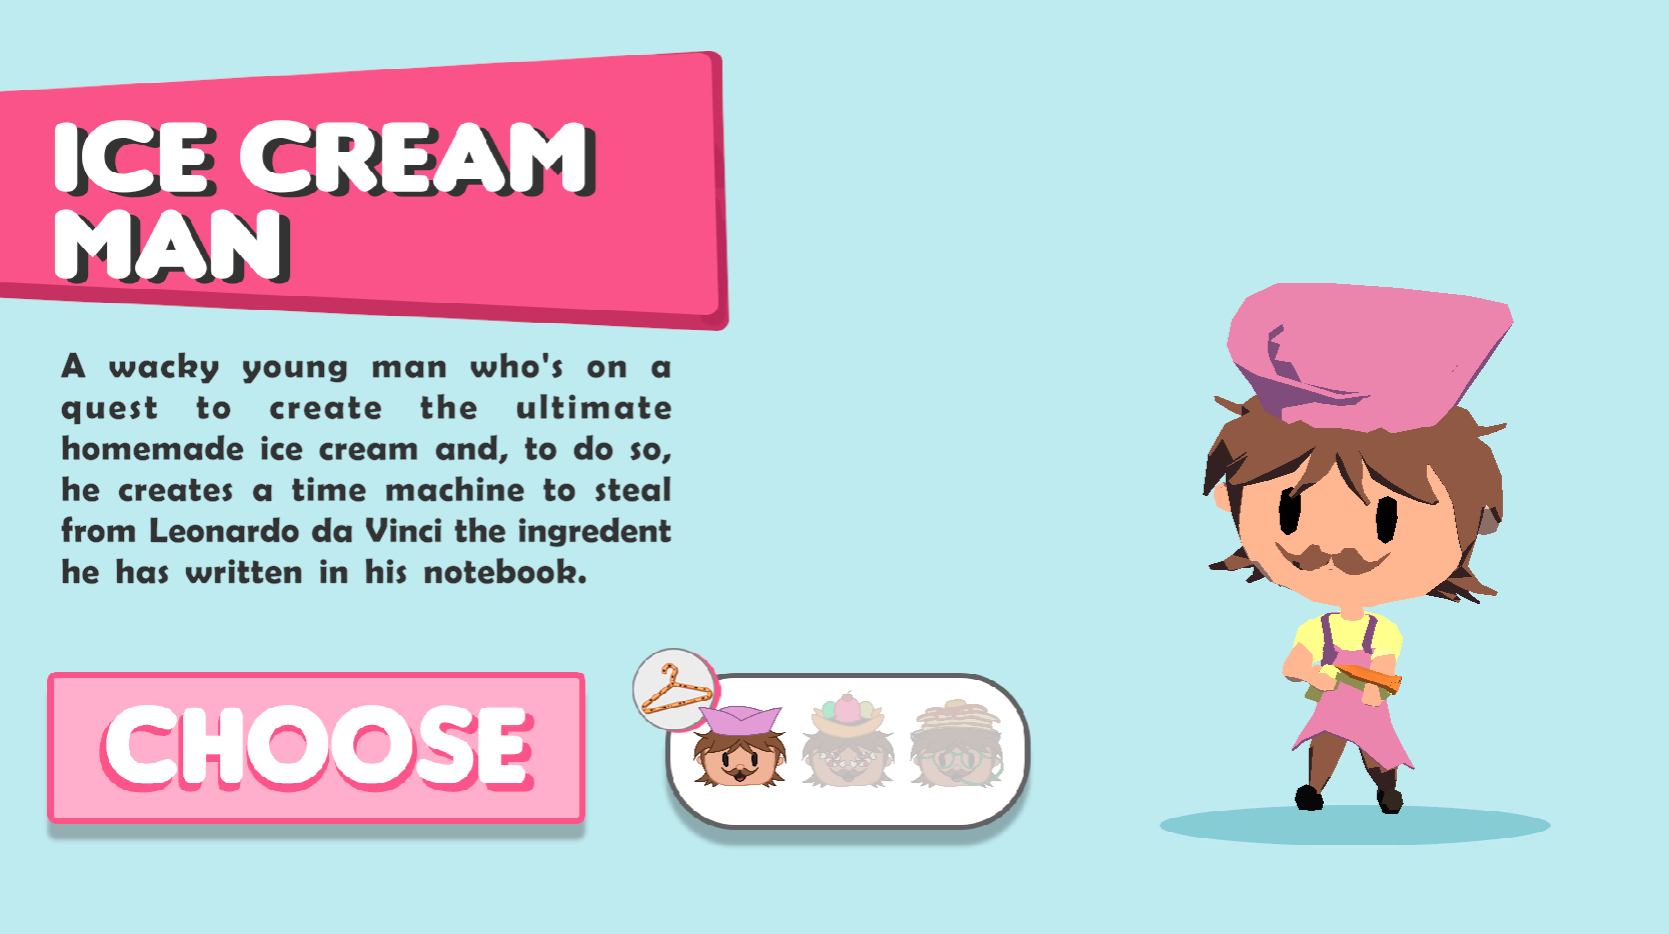 ICE CREAM
MAN
A wacky young man who's on a
quest to create the ultimate
homemade ice cream and, to do so,
he creates a time machine to steal
from Leonardo da Vinci the ingredent
he has written in his notebook.
CHOOSE